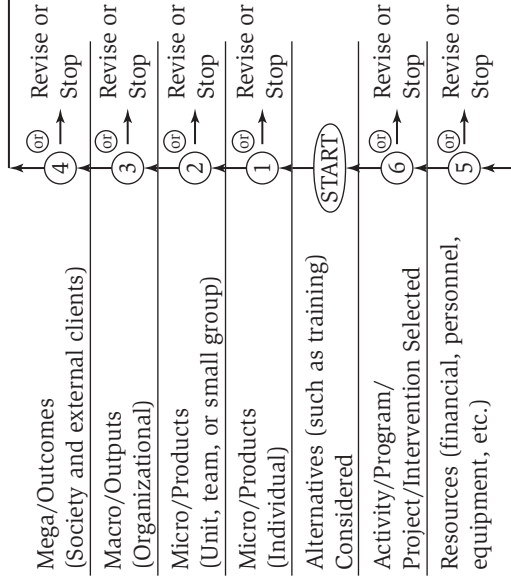 Mega/Outcomes
(Society and external clients)
4
or
Revise or
Stop
Macro/Outputs
(Organizational)
3
or
Revise or
Stop
Micro/Products
(Unit, team, or small group)
2
or
Revise or
Stop
Micro/Products
(Individual)
1
or
Revise or
Stop
Alternatives (such as training)
Considered
START
Activity/Program/
Project/Intervention Selected
6
or
Revise or
Stop
Resources (financial, personnel,
equipment, etc.)
5
or
Revise or
Stop